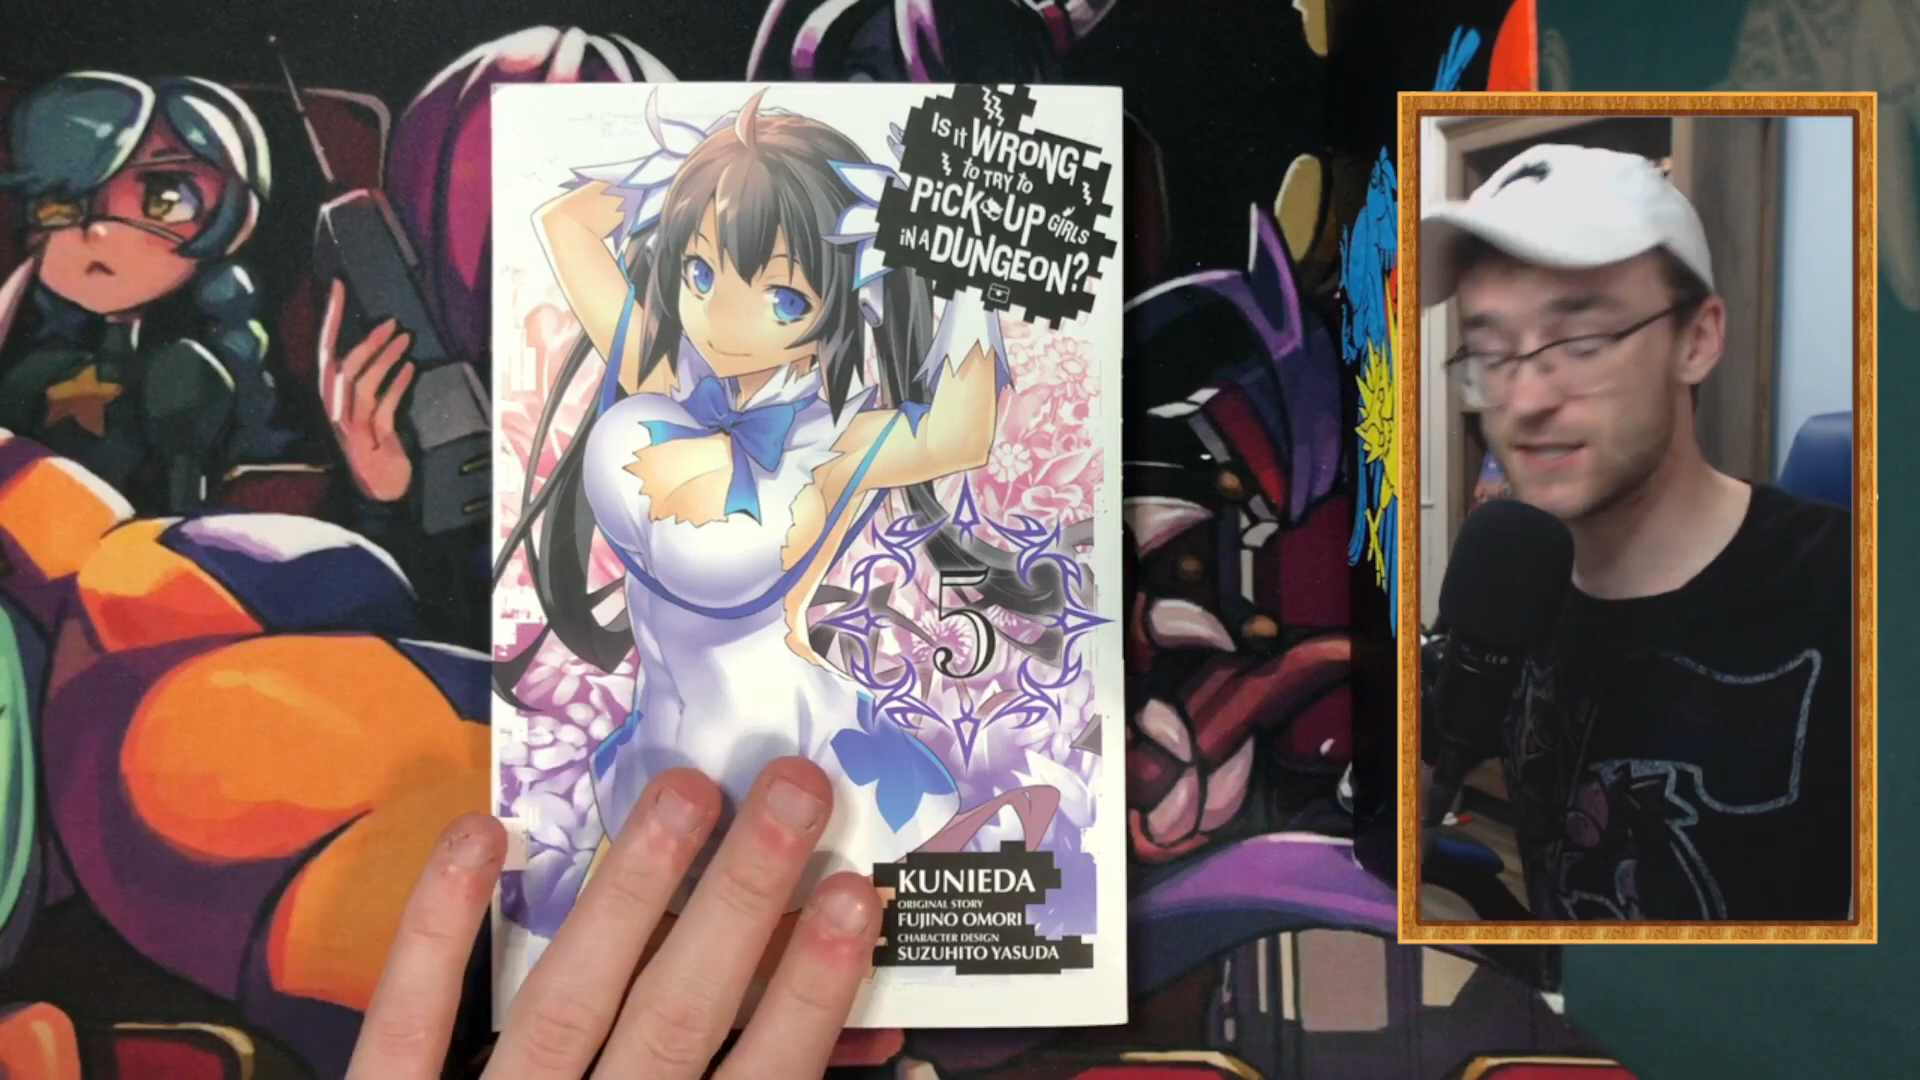 IS IT WRONG
TO TRY TO
PICK-UP GIRLS
IN A DUNGEON?
5
KUNIEDA
ORIGINAL STORY
FUJINO OMORI
CHARACTER DESIGN
SUZUHITO YASUDA